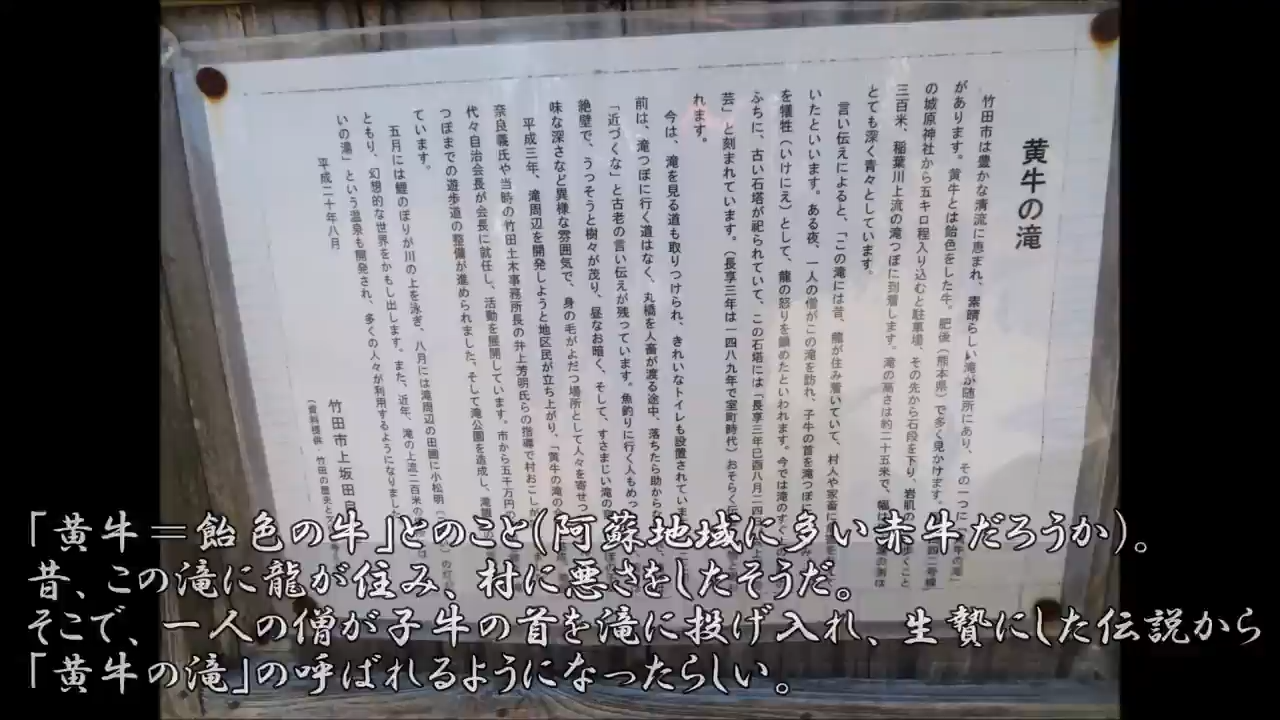 黄牛の滝
竹田市は豊かな清流に恵まれ、素晴らしい滝が随所にあり、その一つに
があります。黄牛とは飴色をした牛、肥後（熊本県）で多く見かけます。
の城原神社から五キロ程入り込むと駐車場、その先から石段を下り、岩肌の
三百米、稲葉川上流の滝つぼに到着します。滝の高さは約二十五米で、幅は
とても深く青々としています。
言い伝えによると、「この滝には昔、龍が住み着いていて、村人や家畜に
いたといいます。ある夜、一人の僧がこの滝を訪れ、子牛の首を滝つぼに
を犠牲（いけにえ）として、龍の怒りを鎮めたといわれます。今では滝のすぐ
ふちに、古い石塔が祀られていて、この石塔には「長享三年己酉八月二四
芸」と刻まれています。（長享三年は一四八九年で室町時代）おそらく
れます。
今は、滝を見る道も取りつけられ、きれいなトイレも設置されていま
前は、滝つぼに行く道はなく、丸橋を人畜が渡る途中、落ちたら助から
「近づくな」と古老の言い伝えが残っています。魚釣りに行く人もめっ
絶壁で、うっそうと樹々が茂り、昼なお暗く、そして、すさまじい滝の
味な深さなど異様な雰囲気で、身の毛がよだつ場所として人々を寄せ
平成三年、滝周辺を開発しようと地区民が立ち上がり、「黄牛の滝の
奈良義氏や当時の竹田土木事務所長の井上芳明氏らの指導で村おこし
代々自治会長が会長に就任し、活動を展開しています。市から五千万円の
つぼまでの遊歩道の整備が進められました。そして滝公園を造成し、滝
ています。
五月には鯉のぼりが川の上を泳ぎ、八月には滝周辺の田圃に小松明
ともり、幻想的な世界をかもし出します。また、近年、滝の上流二百米の
いの湯」という温泉も開発され、多くの人々が利用するようになりました
平成二十年八月
竹田市上坂田
（資料提供・竹田の歴史と
「黄牛＝飴色の牛」とのこと（阿蘇地域に多い赤牛だろうか）。
昔、この滝に龍が住み、村に悪さをしたそうだ。
そこで、一人の僧が子牛の首を滝に投げ入れ、生贄にした伝説から
「黄牛の滝」の呼ばれるようになったらしい。